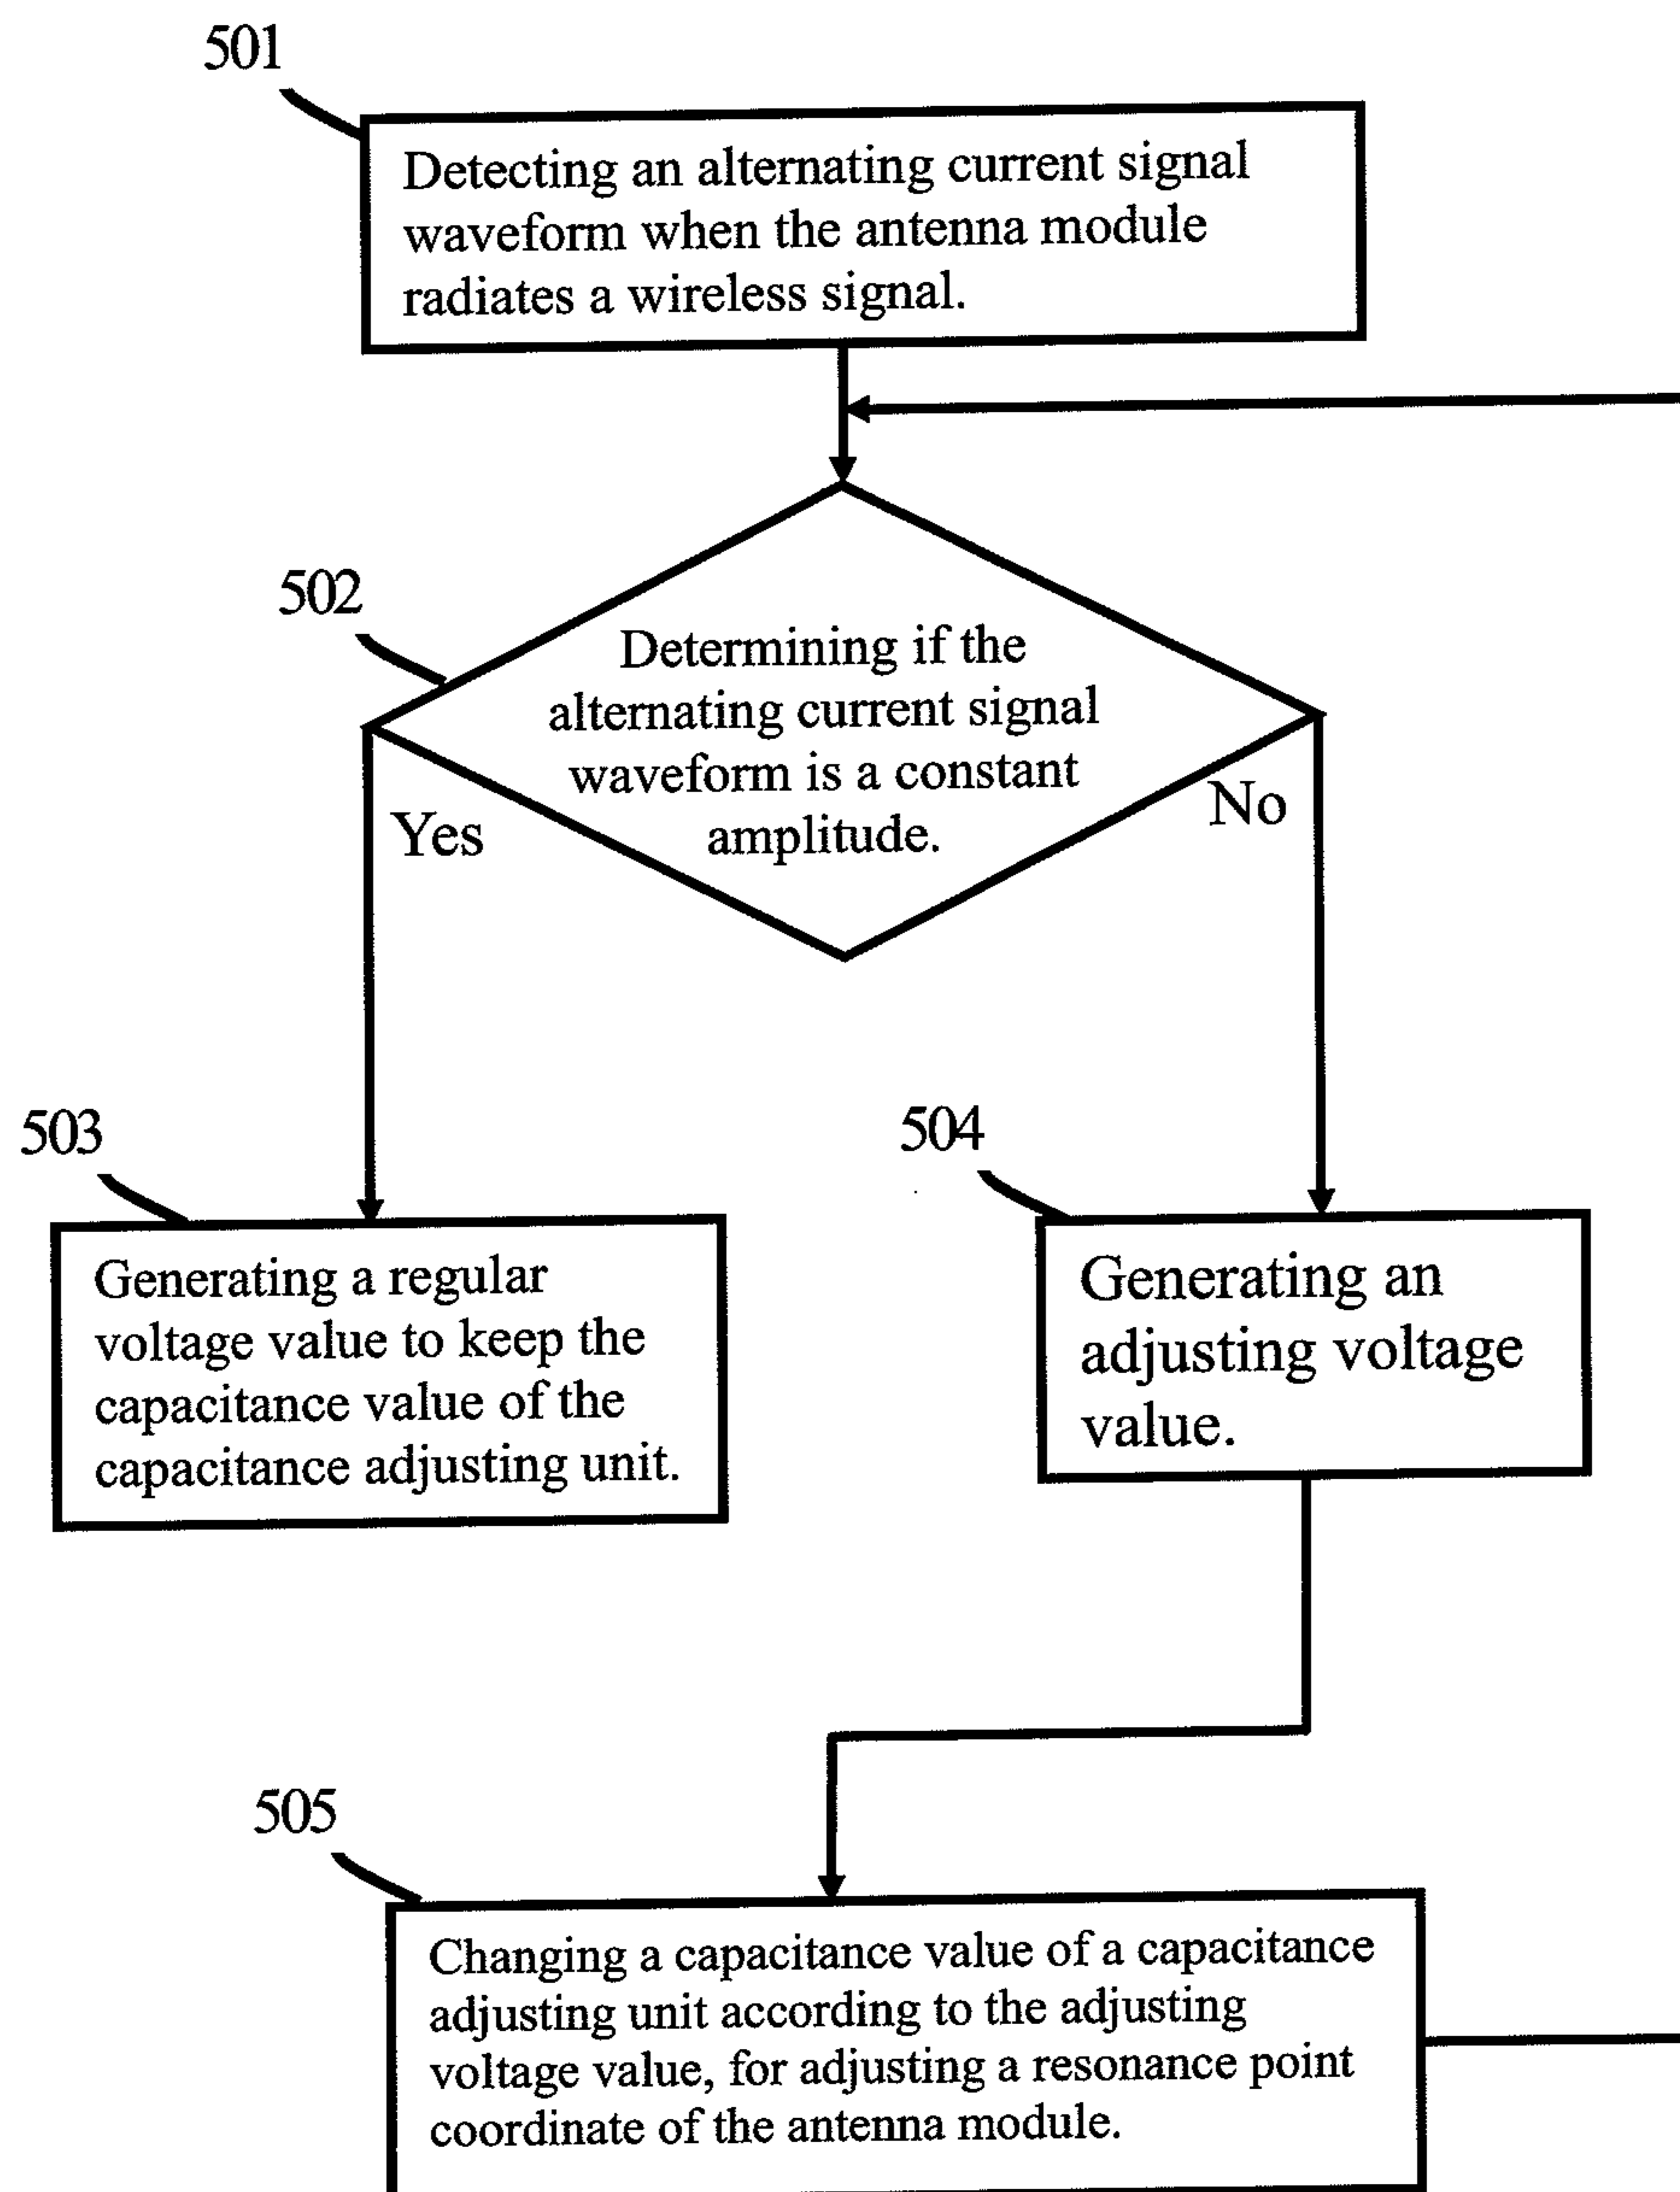 501
Detecting an alternating current signal
waveform when the antenna module
radiates a wireless signal.
502
Determining if the
alternating current signal
waveform is a constant
amplitude.
Yes
No
503
Generating a regular
voltage value to keep the
capacitance value of the
capacitance adjusting unit.
504
Generating an
adjusting voltage
value.
505
Changing a capacitance value of a capacitance
adjusting unit according to the adjusting
voltage value, for adjusting a resonance point
coordinate of the antenna module.